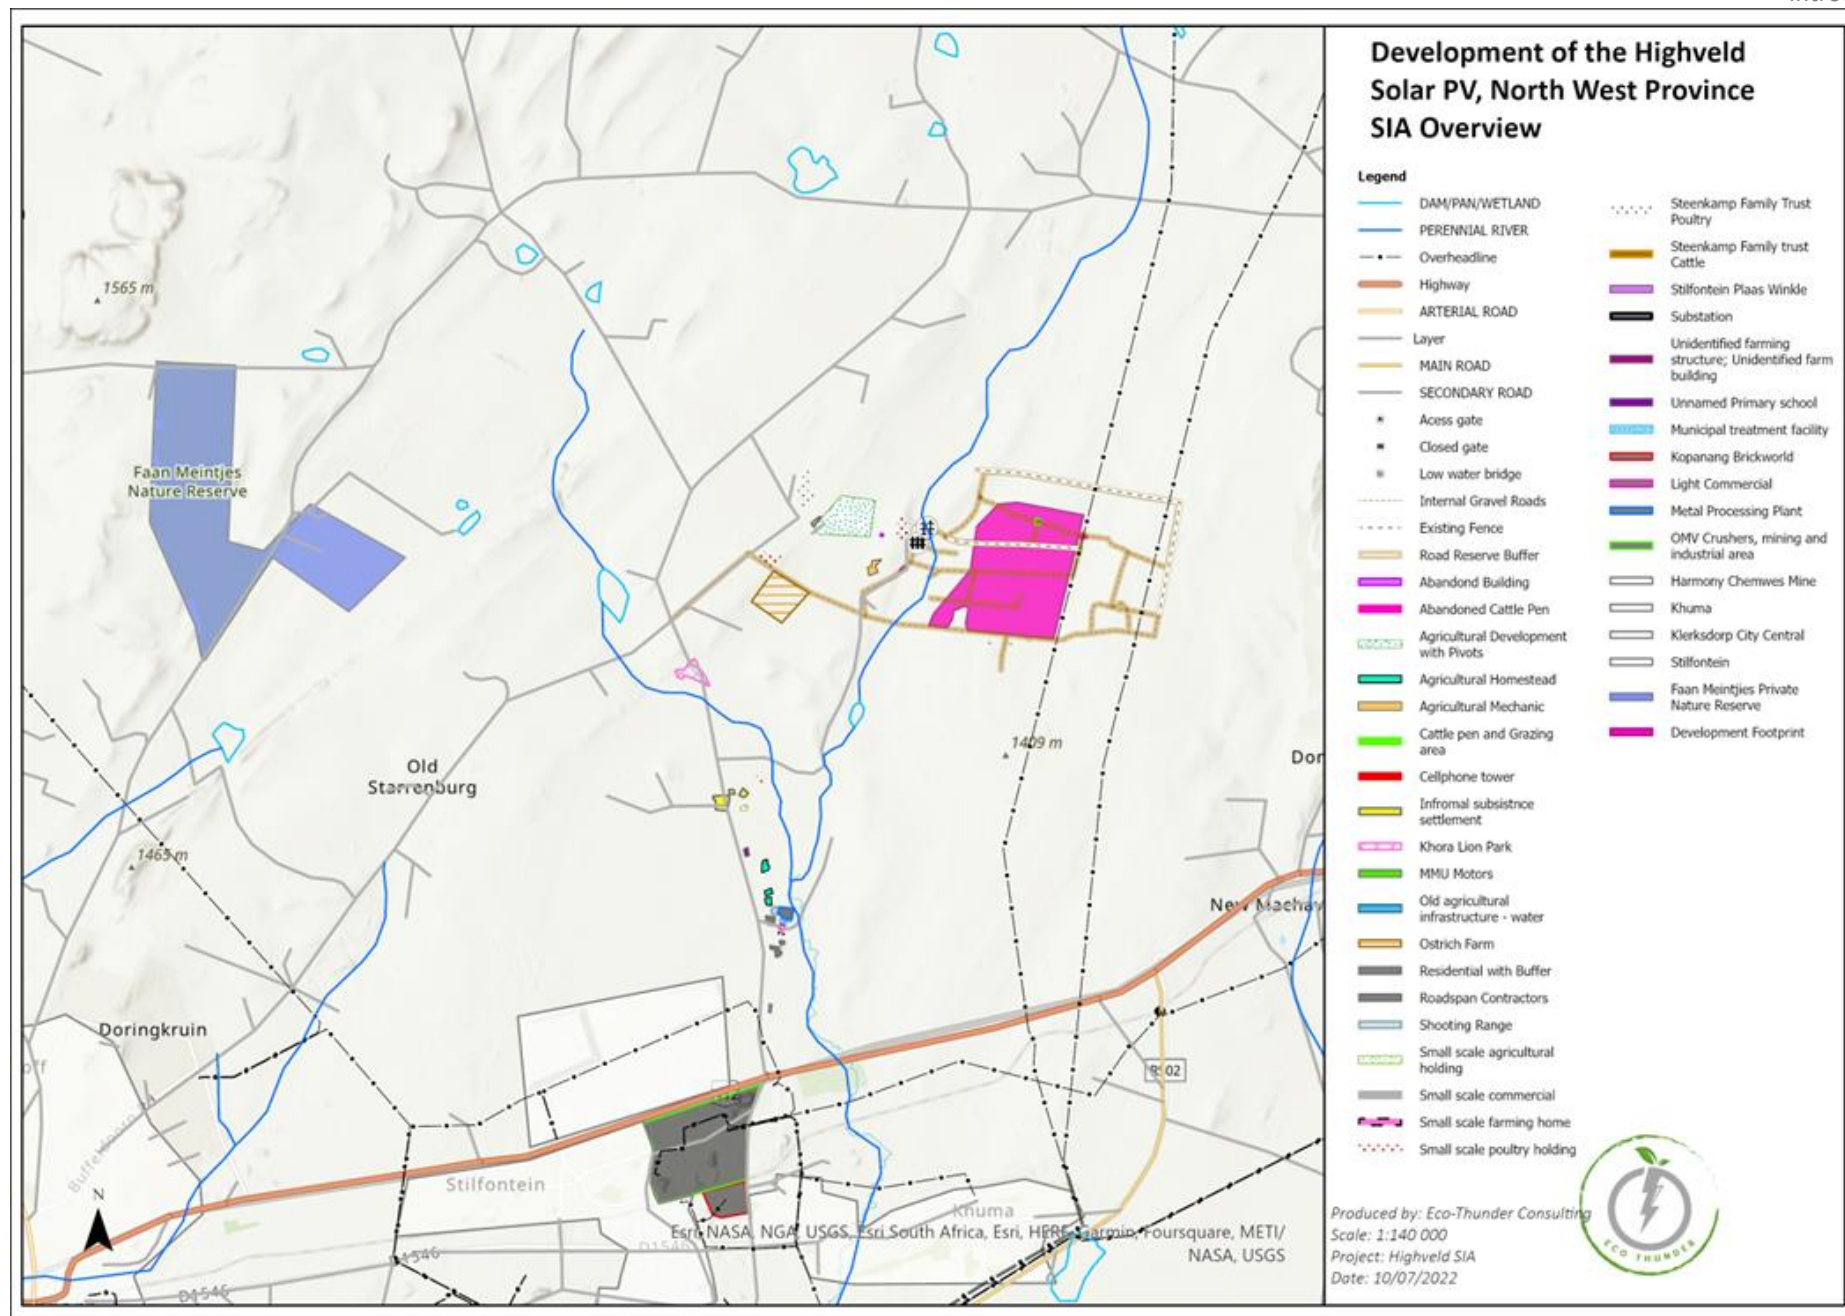 Development of the Highveld
Solar PV, North West Province
SIA Overview
Legend
DAM/PAN/WETLAND
PERENNIAL RIVER
Overheadline
Highway
ARTERIAL ROAD
Layer
MAIN ROAD
SECONDARY ROAD
Acess gate
Closed gate
Low water bridge
Internal Gravel Roads
Existing Fence
Road Reserve Buffer
Abandond Building
Abandoned Cattle Pen
Agricultural Development
with Pivots
Agricultural Homestead
Agricultural Mechanic
Cattle pen and Grazing
area
Cellphone tower
Infromal subsistnce
settlement
Khora Lion Park
MMU Motors
Old agricultural
infrastructure - water
Ostrich Farm
Residential with Buffer
Roadspan Contractors
Shooting Range
Small scale agricultural
holding
Small scale commercial
Small scale farming home
Small scale poultry holding
Steenkamp Family Trust
Poultry
Steenkamp Family trust
Cattle
Stilfontein Plaas Winkle
Substation
Unidentified farming
structure; Unidentified farm
building
Unnamed Primary school
Municipal treatment facility
Kopanang Brickworld
Light Commercial
Metal Processing Plant
OMV Crushers, mining and
industrial area
Harmony Chemwes Mine
Khuma
Klerksdorp City Central
Stilfontein
Faan Meintjies Private
Nature Reserve
Development Footprint
Produced by: Eco-Thunder Consulting
Scale: 1:140 000
Project: Highveld SIA
Date: 10/07/2022
ECO THUNDER
1565 m
Faan Meintjes
Nature Reserve
1409 m
Old
Starrenburg
1465 m
Doringkruin
Stilfontein
Khuma
R502
D1546
D1546
D1546
N
Esri, NASA, NGA, USGS, Esri South Africa, Esri, HERE, Garmin, Foursquare, METI/
NASA, USGS